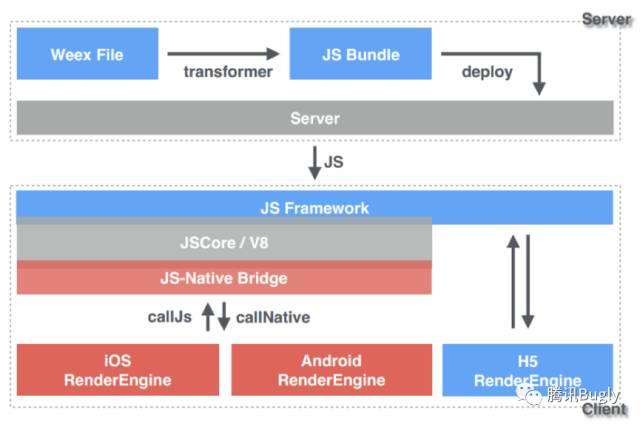 Server
Weex File
transformer
JS Bundle
deploy
Server
JS
JS Framework
JSCore / V8
JS-Native Bridge
callJs
callNative
iOS
RenderEngine
Android
RenderEngine
H5
RenderEngine
腾讯Bugly
Client